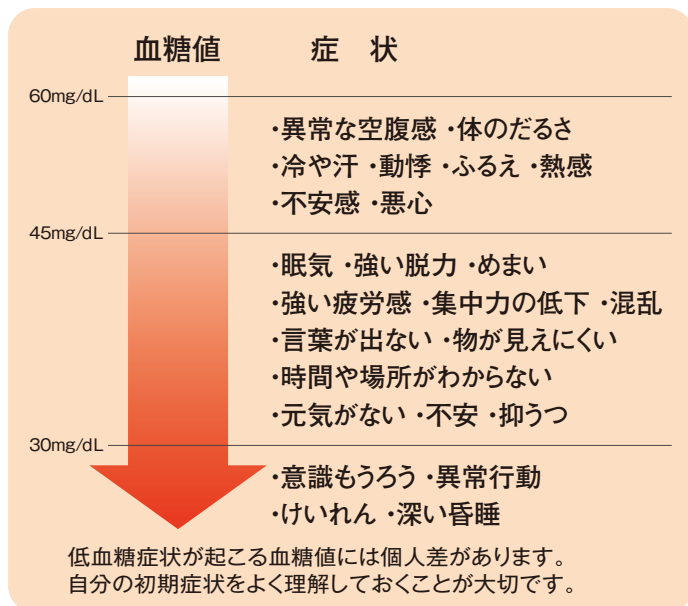 血糖値 症 状
60mg/dL
・異常な空腹感 ・体のだるさ
・冷や汗 ・動悸 ・ふるえ ・熱感
・不安感 ・悪心
45mg/dL
・眠気 ・強い脱力 ・めまい
・強い疲労感 ・集中力の低下 ・混乱
・言葉が出ない ・物が見えにくい
・時間や場所がわからない
・元気がない ・不安 ・抑うつ
30mg/dL
・意識もうろう ・異常行動
・けいれん ・深い昏睡
低血糖症状が起こる血糖値には個人差があります。
自分の初期症状をよく理解しておくことが大切です。